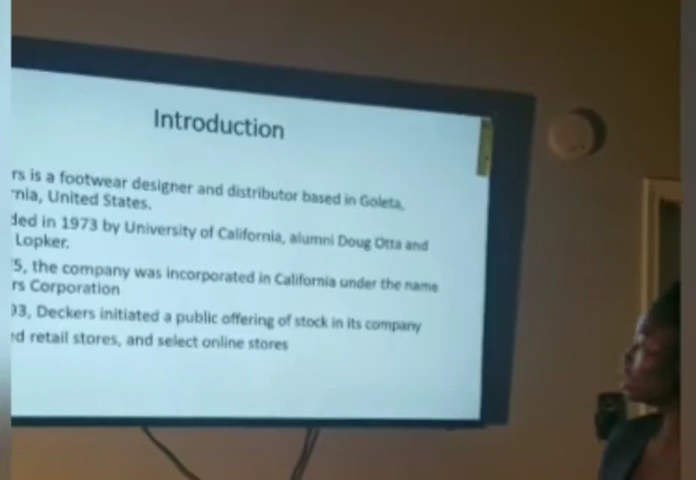 Introduction
rs is a footwear designer and distributor based in Goleta,
nia, United States.
ded in 1973 by University of California, alumni Doug Otta and
Lopker.
5, the company was incorporated in California under the name
rs Corporation
93, Deckers initiated a public offering of stock in its company
ed retail stores, and select online stores